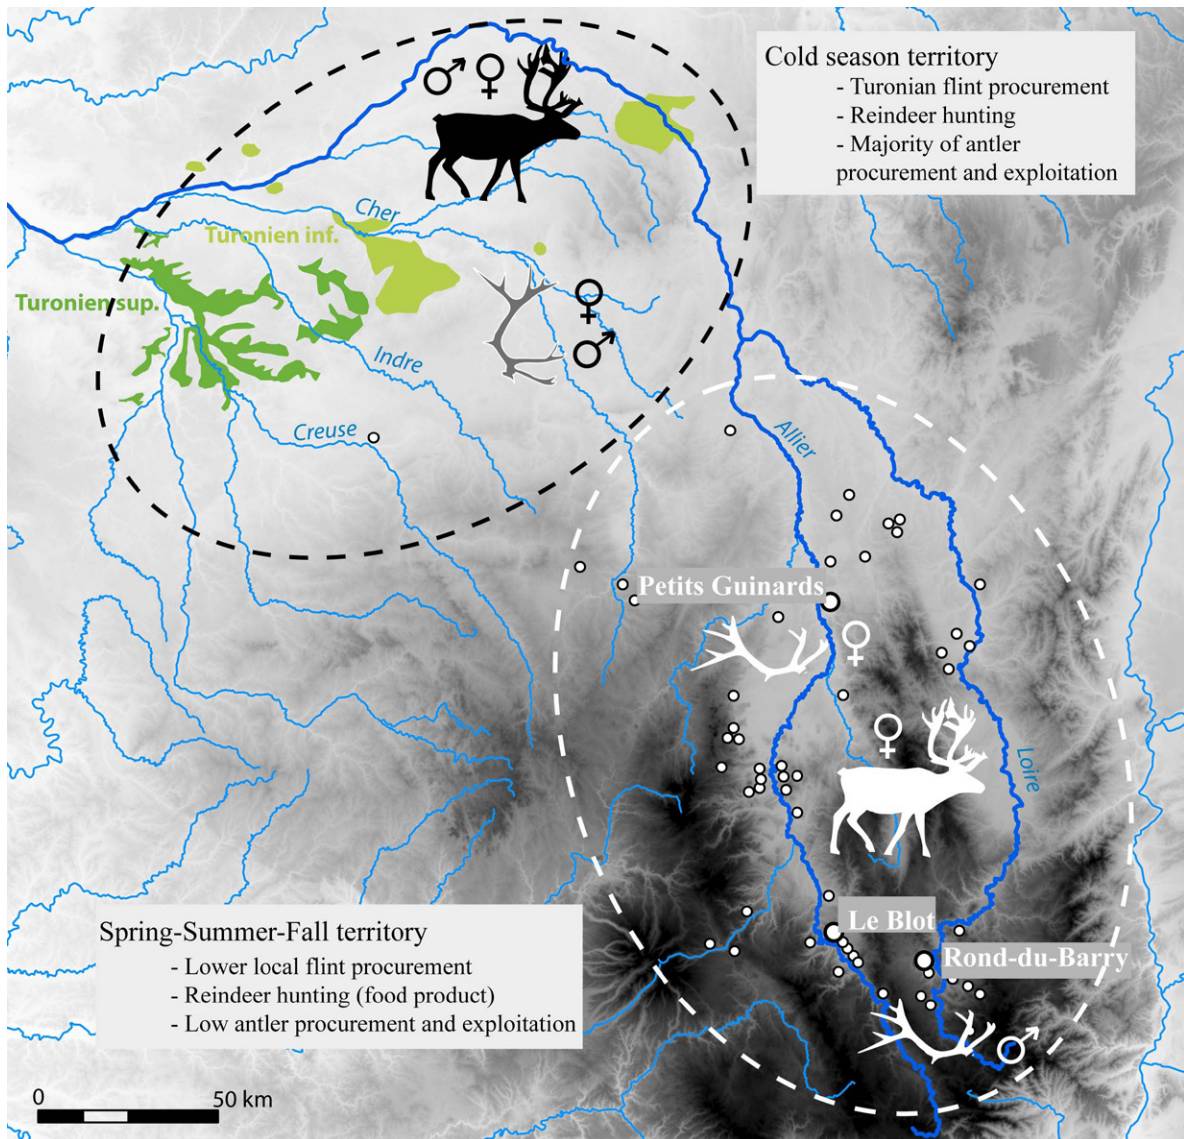 Cold season territory
- Turonian flint procurement
- Reindeer hunting
- Majority of antler
procurement and exploitation
Cher
Turonien inf.
Turonien sup.
Indre
Creuse
Allier
Petits Guinards
Loire
Le Blot
Rond-du-Barry
Spring-Summer-Fall territory
- Lower local flint procurement
- Reindeer hunting (food product)
- Low antler procurement and exploitation
0 50 km